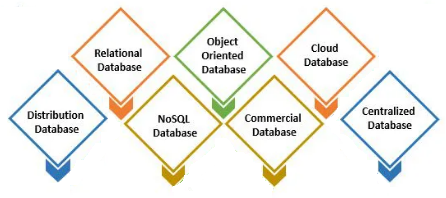 Relational
Database
Object
Oriented
Database
Cloud
Database
Distribution
Database
NoSQL
Database
Commercial
Database
Centralized
Database